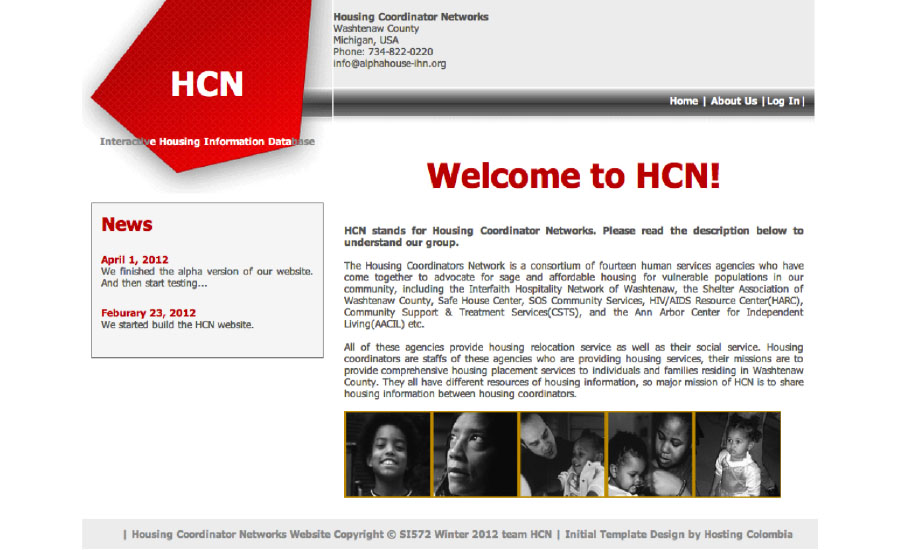 Housing Coordinator Networks
Washtenaw County
Michigan, USA
Phone: 734-822-0220
info@alphahouse-ihn.org
HCN
Interactive Housing Information Database
Home | About Us |Log In|
Welcome to HCN!
News
April 1, 2012
We finished the alpha version of our website.
And then start testing...
Feburary 23, 2012
We started build the HCN website.
HCN stands for Housing Coordinator Networks. Please read the description below to
understand our group.
The Housing Coordinators Network is a consortium of fourteen human services agencies who have
come together to advocate for sage and affordable housing for vulnerable populations in our
community, including the Interfaith Hospitality Network of Washtenaw, the Shelter Association of
Washtenaw County, Safe House Center, SOS Community Services, HIV/AIDS Resource Center(HARC),
Community Support & Treatment Services(CSTS), and the Ann Arbor Center for Independent
Living(AACIL) etc.
All of these agencies provide housing relocation service as well as their social service. Housing
coordinators are staffs of these agencies who are providing housing services, their missions are to
provide comprehensive housing placement services to individuals and families residing in Washtenaw
County. They all have different resources of housing information, so major mission of HCN is to share
housing information between housing coordinators.
| Housing Coordinator Networks Website Copyright © SI572 Winter 2012 team HCN | Initial Template Design by Hosting Colombia